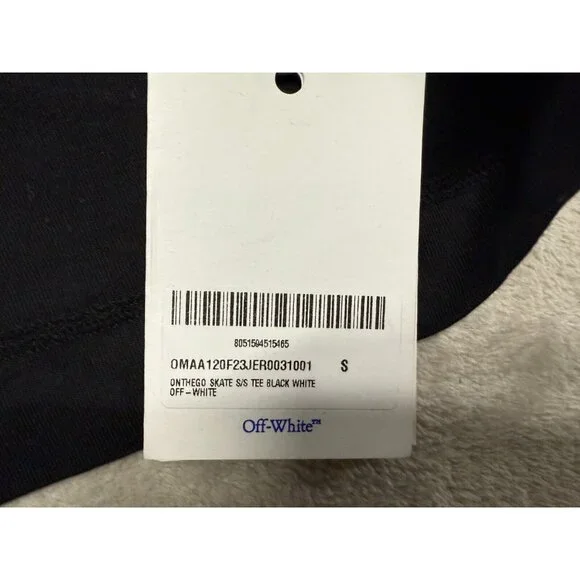 8051594515465
OMAA120F23JER0031001 S
ONTHEGO SKATE S/S TEE BLACK WHITE
OFF-WHITE
Off-White™